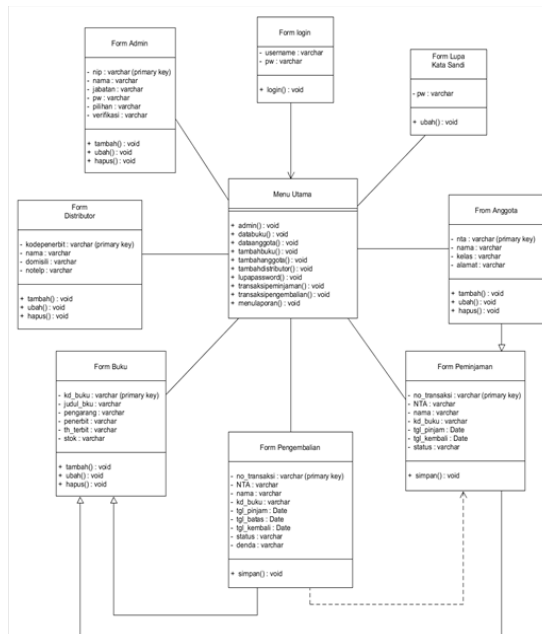 Form Admin
- nip : varchar (primary key)
- nama : varchar
- jabatan : varchar
- pw : varchar
- pilihan : varchar
- verifikasi : varchar
+ tambah() : void
+ ubah() : void
+ hapus() : void
Form login
- username : varchar
- pw : varchar
+ login() : void
Form Lupa
Kata Sandi
- pw : varchar
+ ubah() : void
Form
Distributor
- kodepenerbit : varchar (primary key)
- nama : varchar
- domisili : varchar
- notelp : varchar
+ tambah() : void
+ ubah() : void
+ hapus() : void
Menu Utama
+ admin() : void
+ databuku() : void
+ dataanggota() : void
+ tambahbuku() : void
+ tambahanggota() : void
+ tambahdistributor() : void
+ lupapassword() : void
+ transaksipeminjaman() : void
+ transaksipengembalian() : void
+ menulaporan() : void
From Anggota
- nta : varchar (primary key)
- nama : varchar
- kelas : varchar
- alamat : varchar
+ tambah() : void
+ ubah() : void
+ hapus() : void
Form Buku
- kd_buku : varchar (primary key)
- judul_bku : varchar
- pengarang : varchar
- penerbit : varchar
- th_terbit : varchar
- stok : varchar
+ tambah() : void
+ ubah() : void
+ hapus() : void
Form Pengembalian
- no_transaksi : varchar (primary key)
- NTA : varchar
- nama : varchar
- kd_buku : varchar
- tgl_pinjam : Date
- tgl_batas : Date
- tgl_kembali : Date
- status : varchar
- denda : varchar
+ simpan() : void
Form Peminjaman
- no_transaksi : varchar (primary key)
- NTA : varchar
- nama : varchar
- kd_buku : varchar
- tgl_pinjam : Date
- tgl_kembali : Date
- status : varchar
+ simpan() : void